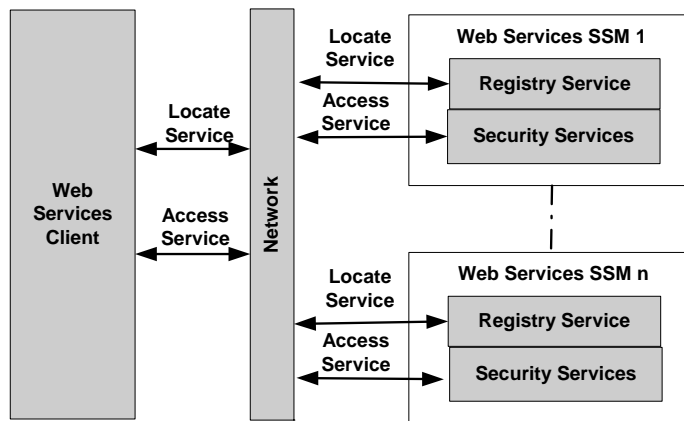 Web
Services
Client
Locate
Service
Access
Service
Network
Locate
Service
Access
Service
Web Services SSM 1
Registry Service
Security Services
Locate
Service
Access
Service
Web Services SSM n
Registry Service
Security Services